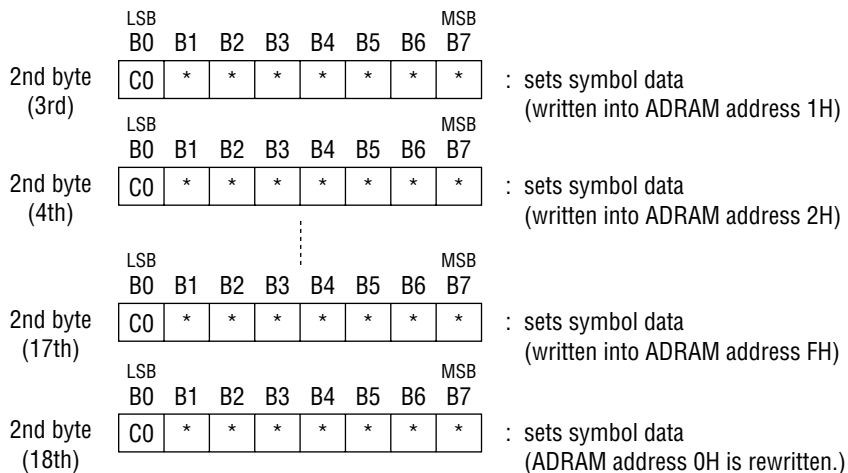 LSB MSB
B0 B1 B2 B3 B4 B5 B6 B7
2nd byte C0 * * * * * * * : sets symbol data
(3rd) (written into ADRAM address 1H)
LSB MSB
B0 B1 B2 B3 B4 B5 B6 B7
2nd byte C0 * * * * * * * : sets symbol data
(4th) (written into ADRAM address 2H)
LSB MSB
B0 B1 B2 B3 B4 B5 B6 B7
2nd byte C0 * * * * * * * : sets symbol data
(17th) (written into ADRAM address FH)
LSB MSB
B0 B1 B2 B3 B4 B5 B6 B7
2nd byte C0 * * * * * * * : sets symbol data
(18th) (ADRAM address 0H is rewritten.)